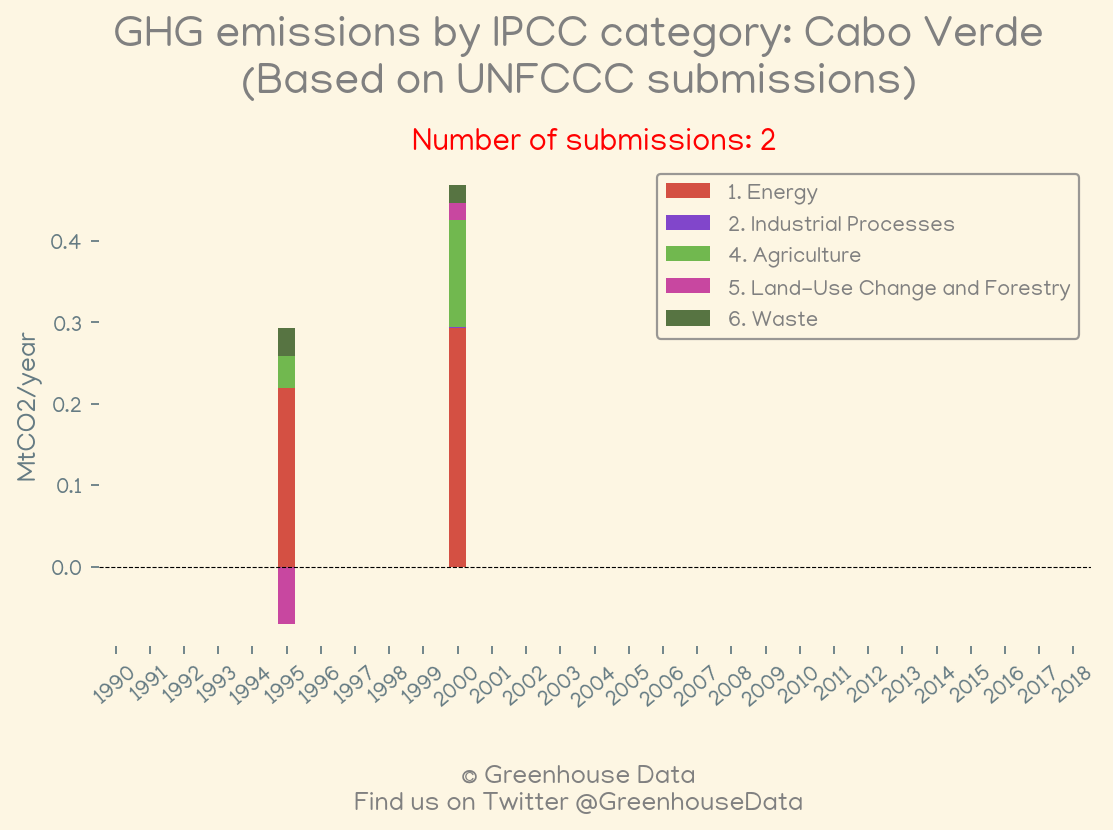 GHG emissions by IPCC category: Cabo Verde
(Based on UNFCCC submissions)
Number of submissions: 2
1. Energy
2. Industrial Processes
4. Agriculture
5. Land-Use Change and Forestry
6. Waste
MtCO2/year
0.4
0.3
0.2
0.1
0.0
1990 1991 1992 1993 1994 1995 1996 1997 1998 1999 2000 2001 2002 2003 2004 2005 2006 2007 2008 2009 2010 2011 2012 2013 2014 2015 2016 2017 2018
© Greenhouse Data
Find us on Twitter @GreenhouseData